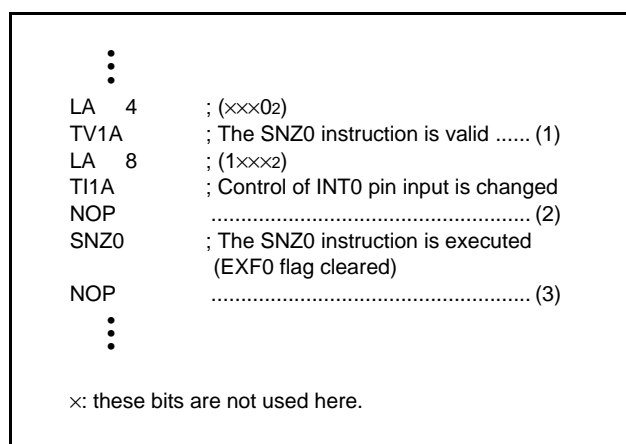 LA 4 ; (×××02)
TV1A ; The SNZ0 instruction is valid ...... (1)
LA 8 ; (1×××2)
TI1A ; Control of INT0 pin input is changed
NOP ..................................................... (2)
SNZ0 ; The SNZ0 instruction is executed
(EXF0 flag cleared)
NOP ..................................................... (3)
×: these bits are not used here.